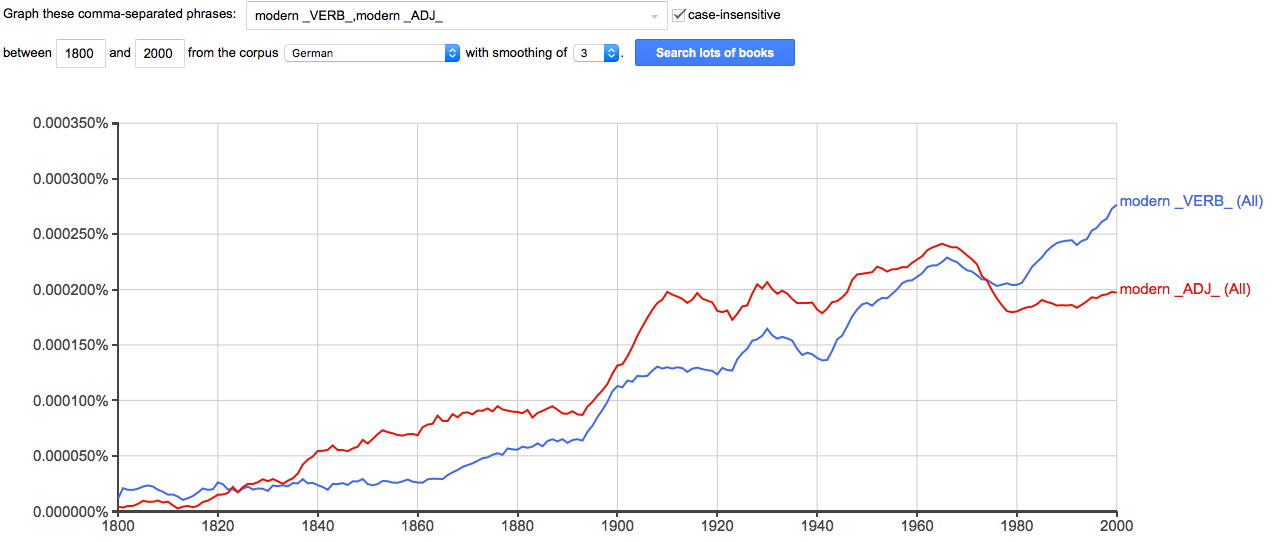 Graph these comma-separated phrases: modern _VERB_,modern _ADJ_ case-insensitive
between 1800 and 2000 from the corpus German with smoothing of 3 . Search lots of books
0.000350%
0.000300%
0.000250%
0.000200%
0.000150%
0.000100%
0.000050%
0.000000%
modern _VERB_ (All)
modern _ADJ_ (All)
1800 1820 1840 1860 1880 1900 1920 1940 1960 1980 2000